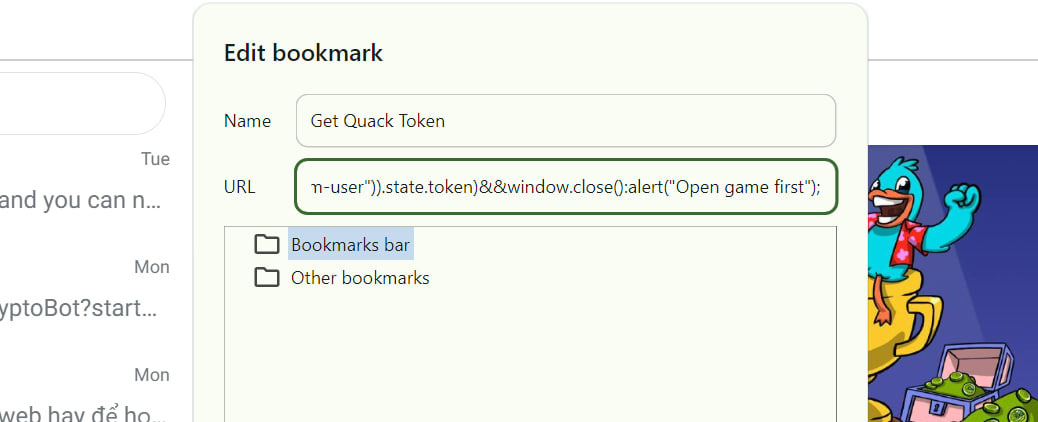 Edit bookmark
Name
Get Quack Token
URL
m-user")).state.token)&&window.close():alert("Open game first");
Bookmarks bar
Other bookmarks
Tue
and you can n...
Mon
yptoBot?start...
Mon
web hay để ho...